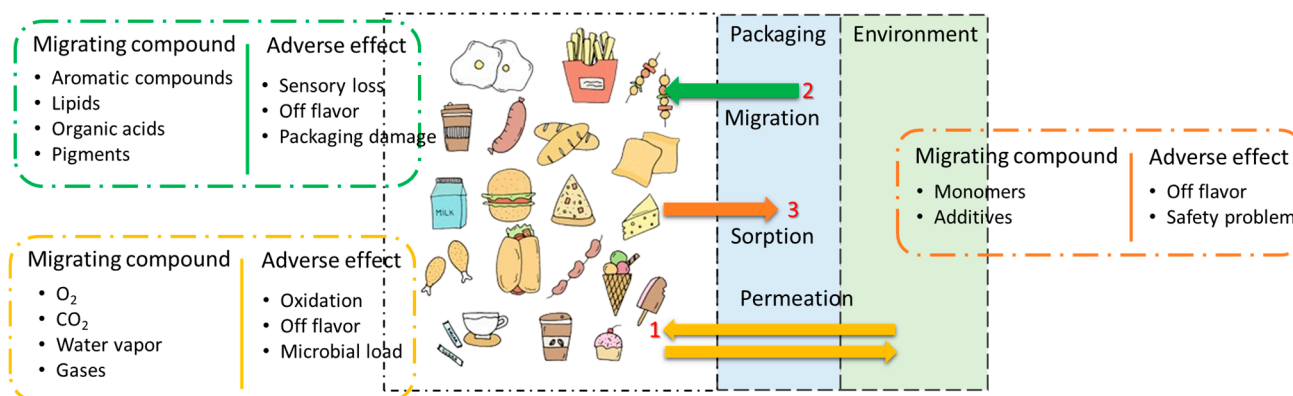 Migrating compound
• Aromatic compounds
• Lipids
• Organic acids
• Pigments
Adverse effect
• Sensory loss
• Off flavor
• Packaging damage
Migrating compound
• O₂
• CO₂
• Water vapor
• Gases
Adverse effect
• Oxidation
• Off flavor
• Microbial load
MILK
Packaging
Environment
2
Migration
3
Sorption
Permeation
1
Migrating compound
• Monomers
• Additives
Adverse effect
• Off flavor
• Safety problem